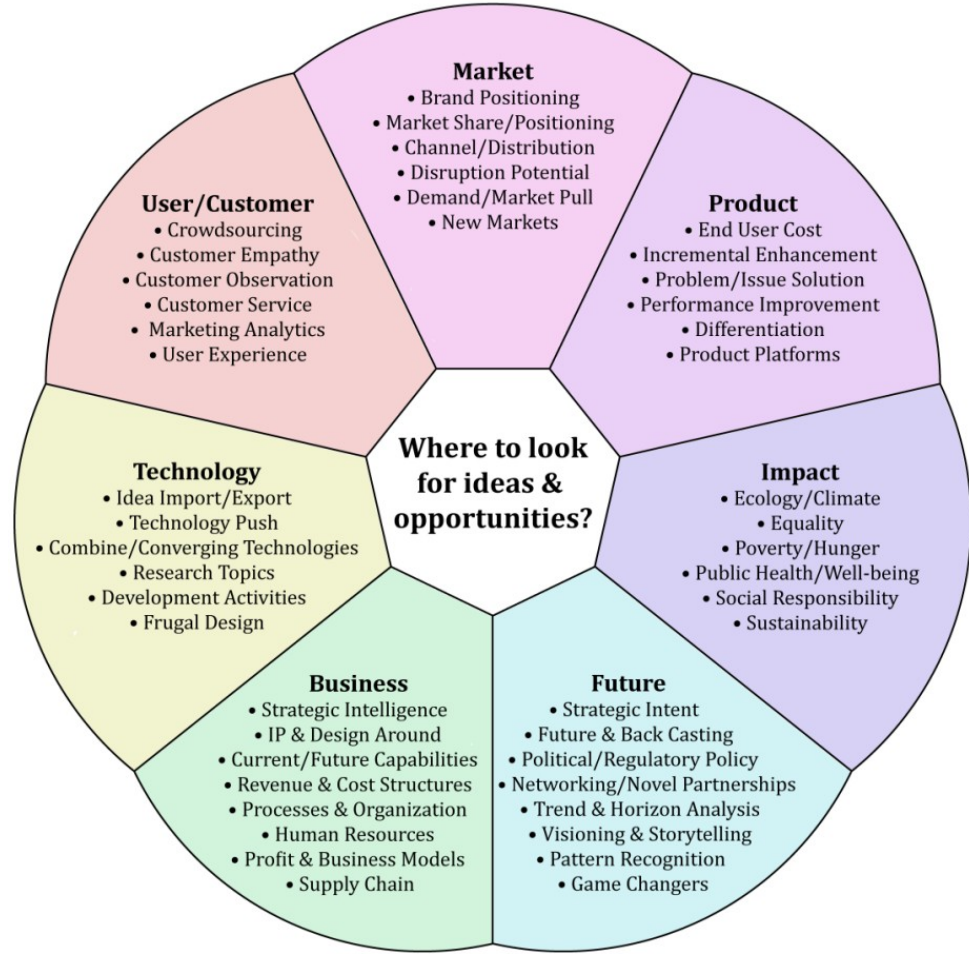 Market
• Brand Positioning
• Market Share/Positioning
• Channel/Distribution
• Disruption Potential
• Demand/Market Pull
• New Markets
Product
• End User Cost
• Incremental Enhancement
• Problem/Issue Solution
• Performance Improvement
• Differentiation
• Product Platforms
Impact
• Ecology/Climate
• Equality
• Poverty/Hunger
• Public Health/Well-being
• Social Responsibility
• Sustainability
Future
• Strategic Intent
• Future & Back Casting
• Political/Regulatory Policy
• Networking/Novel Partnerships
• Trend & Horizon Analysis
• Visioning & Storytelling
• Pattern Recognition
• Game Changers
Business
• Strategic Intelligence
• IP & Design Around
• Current/Future Capabilities
• Revenue & Cost Structures
• Processes & Organization
• Human Resources
• Profit & Business Models
• Supply Chain
Technology
• Idea Import/Export
• Technology Push
• Combine/Converging Technologies
• Research Topics
• Development Activities
• Frugal Design
User/Customer
• Crowdsourcing
• Customer Empathy
• Customer Observation
• Customer Service
• Marketing Analytics
• User Experience
Where to look
for ideas &
opportunities?